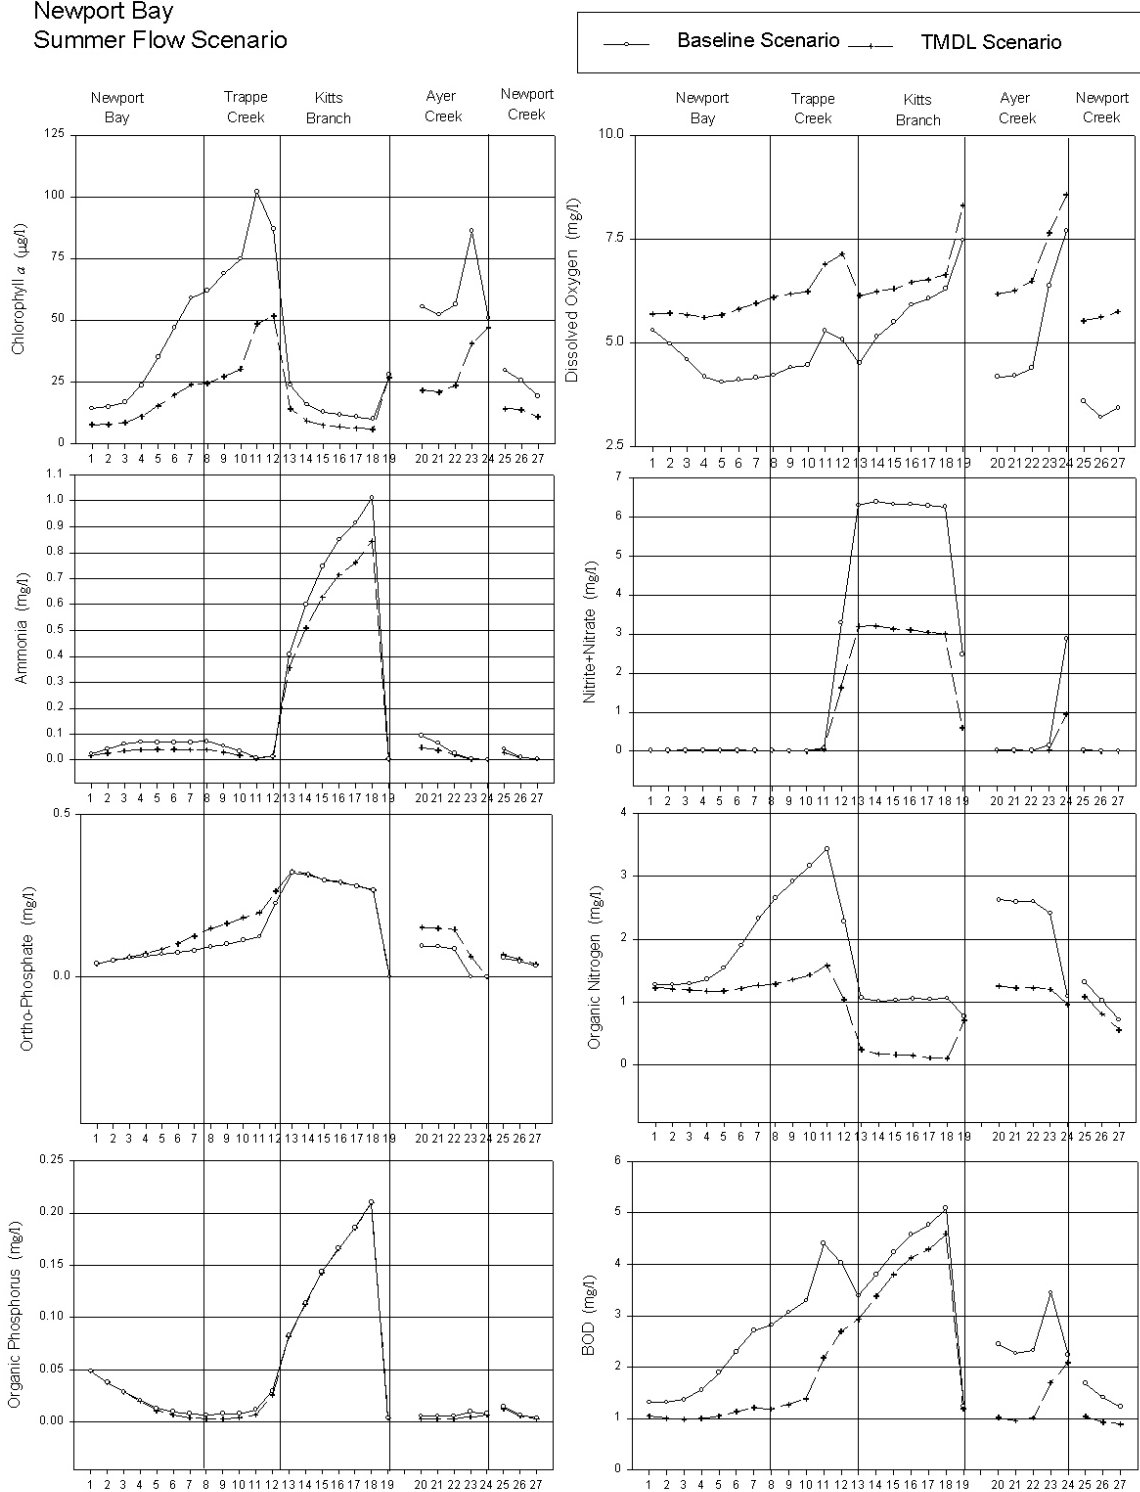 Newport Bay
Summer Flow Scenario
Baseline Scenario
TMDL Scenario
Newport Bay
Trappe Creek
Kitts Branch
Ayer Creek
Newport Creek
Chlorophyll a (µg/l)
125
100
75
50
25
0
1 2 3 4 5 6 7 8 9 10 11 12 13 14 15 16 17 18 19 20 21 22 23 24 25 26 27
Newport Bay
Trappe Creek
Kitts Branch
Ayer Creek
Newport Creek
Dissolved Oxygen (mg/l)
10.0
7.5
5.0
2.5
1 2 3 4 5 6 7 8 9 10 11 12 13 14 15 16 17 18 19 20 21 22 23 24 25 26 27
Ammonia (mg/l)
1.1
1.0
0.9
0.8
0.7
0.6
0.5
0.4
0.3
0.2
0.1
0.0
1 2 3 4 5 6 7 8 9 10 11 12 13 14 15 16 17 18 19 20 21 22 23 24 25 26 27
Nitrite+Nitrate (mg/l)
7
6
5
4
3
2
1
0
1 2 3 4 5 6 7 8 9 10 11 12 13 14 15 16 17 18 19 20 21 22 23 24 25 26 27
Ortho-Phosphate (mg/l)
0.5
0.0
1 2 3 4 5 6 7 8 9 10 11 12 13 14 15 16 17 18 19 20 21 22 23 24 25 26 27
Organic Nitrogen (mg/l)
4
3
2
1
0
1 2 3 4 5 6 7 8 9 10 11 12 13 14 15 16 17 18 19 20 21 22 23 24 25 26 27
Organic Phosphorus (mg/l)
0.25
0.20
0.15
0.10
0.05
0.00
1 2 3 4 5 6 7 8 9 10 11 12 13 14 15 16 17 18 19 20 21 22 23 24 25 26 27
BOD (mg/l)
6
5
4
3
2
1
0
1 2 3 4 5 6 7 8 9 10 11 12 13 14 15 16 17 18 19 20 21 22 23 24 25 26 27